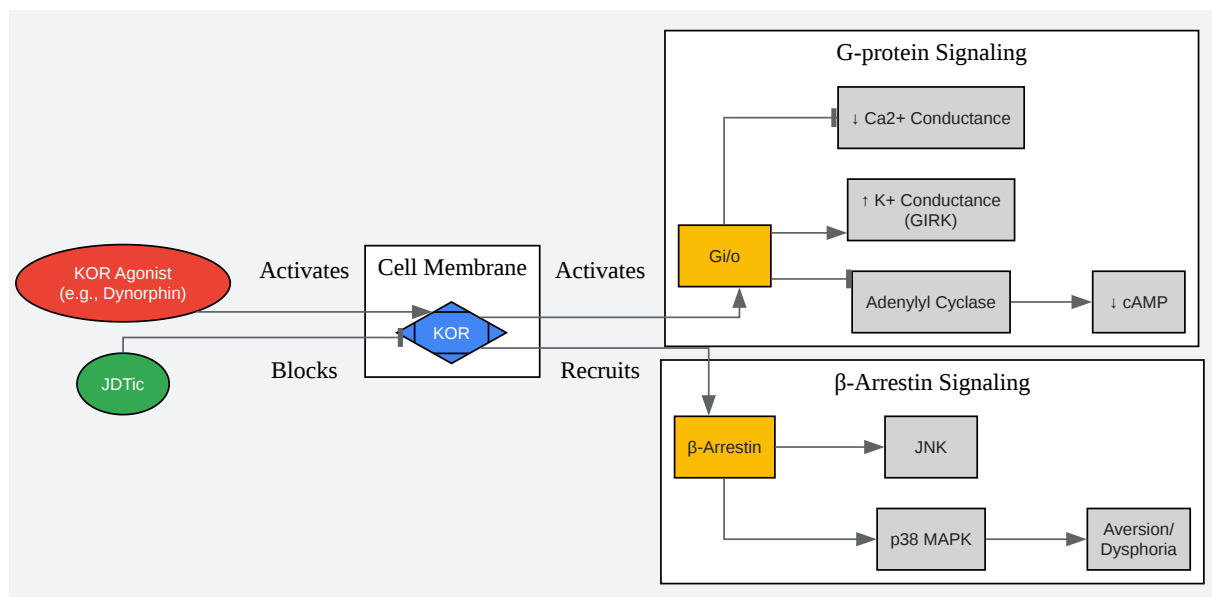 G-protein Signaling
↓ Ca2+ Conductance
↑ K+ Conductance
(GIRK)
Gi/o
Adenylyl Cyclase
↓ cAMP
KOR Agonist
(e.g., Dynorphin)
Activates
Cell Membrane
Activates
KOR
JDTic
Blocks
Recruits
β-Arrestin Signaling
β-Arrestin
JNK
p38 MAPK
Aversion/
Dysphoria